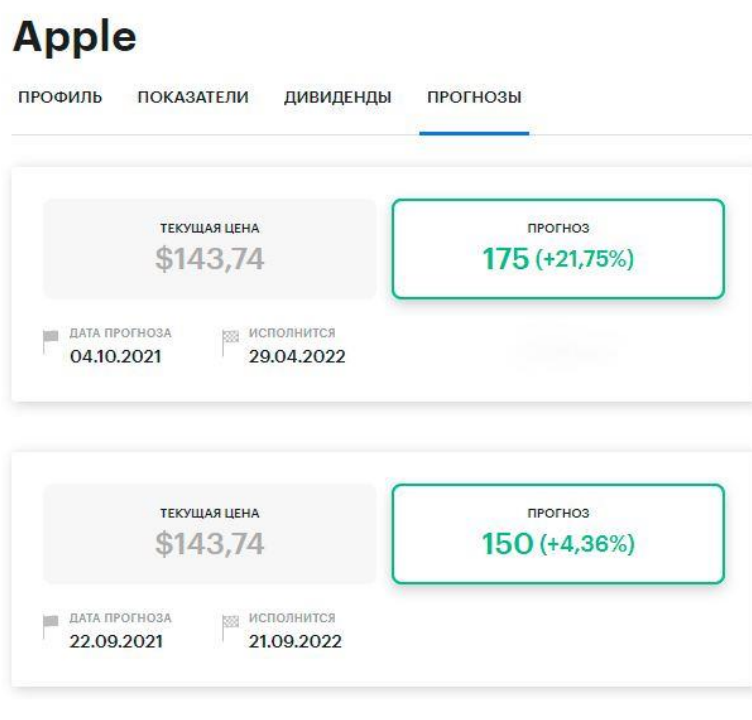 Apple
ПРОФИЛЬ ПОКАЗАТЕЛИ ДИВИДЕНДЫ ПРОГНОЗЫ
ТЕКУЩАЯ ЦЕНА
$143,74
ПРОГНОЗ
175 (+21,75%)
ДАТА ПРОГНОЗА
04.10.2021
ИСПОЛНИТСЯ
29.04.2022
ТЕКУЩАЯ ЦЕНА
$143,74
ПРОГНОЗ
150 (+4,36%)
ДАТА ПРОГНОЗА
22.09.2021
ИСПОЛНИТСЯ
21.09.2022